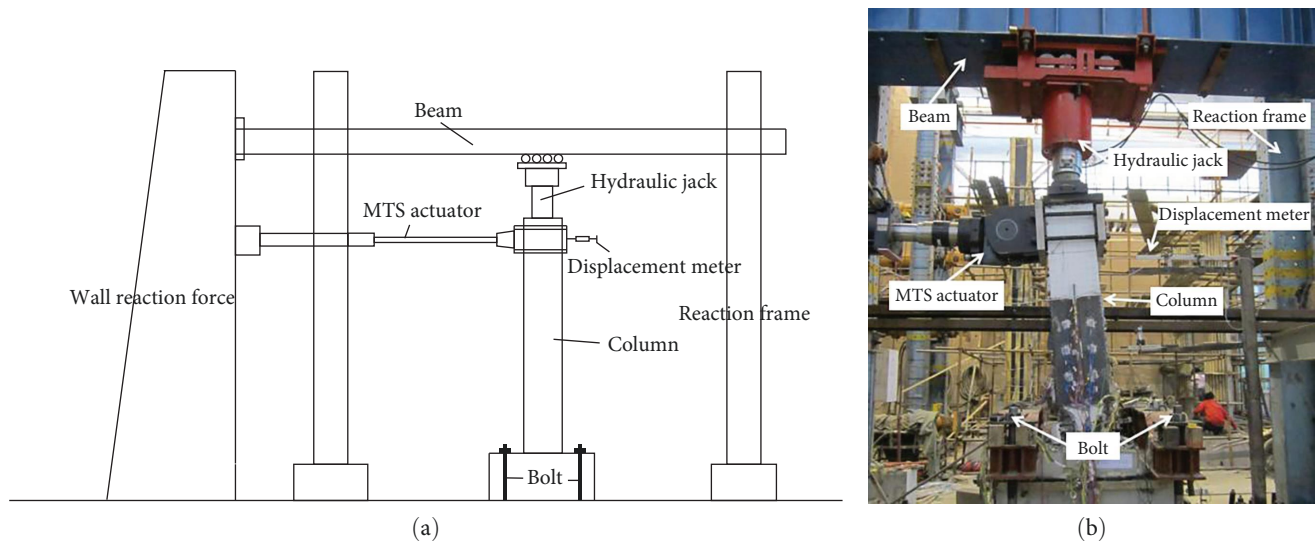 Beam
Hydraulic jack
MTS actuator
Displacement meter
Wall reaction force
Reaction frame
Column
Bolt
(a)
Beam
Reaction frame
Hydraulic jack
Displacement meter
MTS actuator
Column
Bolt
(b)